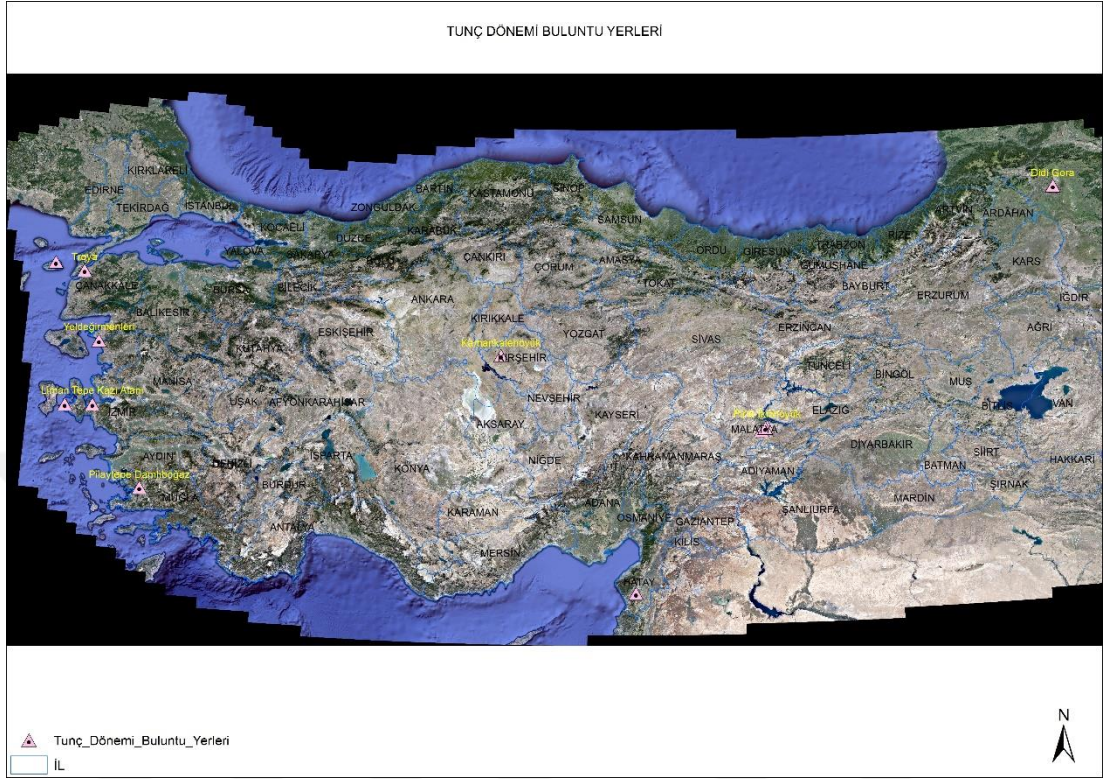 TUNÇ DÖNEMİ BULUNTU YERLERİ
KIRKLARELİ
EDİRNE
TEKİRDAĞ
İSTANBUL
KOCAELİ
YALOVA
SAKARYA
DÜZCE
ZONGULDAK
BARTIN
KARABÜK
KASTAMONU
SİNOP
SAMSUN
ORDU
GİRESUN
TRABZON
RİZE
ARTVİN
ARDAHAN
Didi Gora
KARS
IĞDIR
Troya
ÇANAKKALE
BALIKESİR
BURSA
BİLECİK
ÇANKIRI
ÇORUM
AMASYA
TOKAT
GÜMÜŞHANE
BAYBURT
ERZURUM
ANKARA
KIRIKKALE
ESKİŞEHİR
YOZGAT
SİVAS
ERZİNCAN
AĞRI
Yeldeğirmenleri
KÜTAHYA
KIRŞEHİR
TUNCELİ
BİNGÖL
MUŞ
MANİSA
Liman Tepe Kazı Alanı
İZMİR
UŞAK
AFYONKARAHİSAR
AKSARAY
NEVŞEHİR
KAYSERİ
MALATYA
ELAZIĞ
BİTLİS
VAN
AYDIN
DENİZLİ
ISPARTA
KONYA
NİĞDE
KAHRAMANMARAŞ
ADIYAMAN
DİYARBAKIR
BATMAN
SİİRT
HAKKARİ
ŞIRNAK
Pilavtepe Damlıboğaz
MUĞLA
BURDUR
ANTALYA
KARAMAN
MERSİN
ADANA
OSMANİYE
GAZİANTEP
KİLİS
ŞANLIURFA
MARDİN
HATAY
N
Tunç_Dönemi_Buluntu_Yerleri
İL